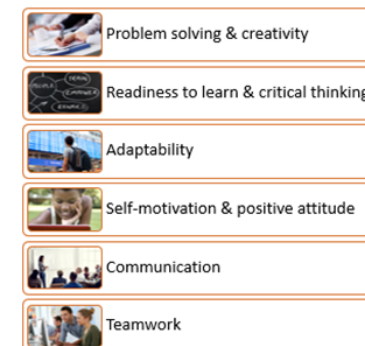 Problem solving & creativity
Readiness to learn & critical thinking
Adaptability
Self-motivation & positive attitude
Communication
Teamwork